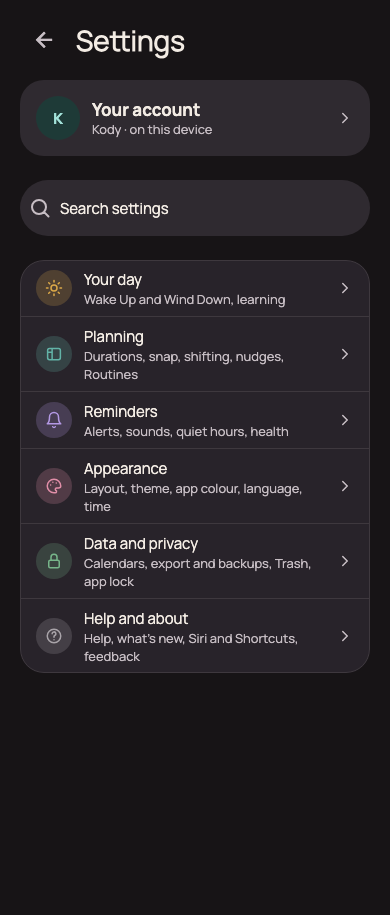 Settings
K
Your account
Kody · on this device
Search settings
Your day
Wake Up and Wind Down, learning
Planning
Durations, snap, shifting, nudges,
Routines
Reminders
Alerts, sounds, quiet hours, health
Appearance
Layout, theme, app colour, language,
time
Data and privacy
Calendars, export and backups, Trash,
app lock
Help and about
Help, what's new, Siri and Shortcuts,
feedback